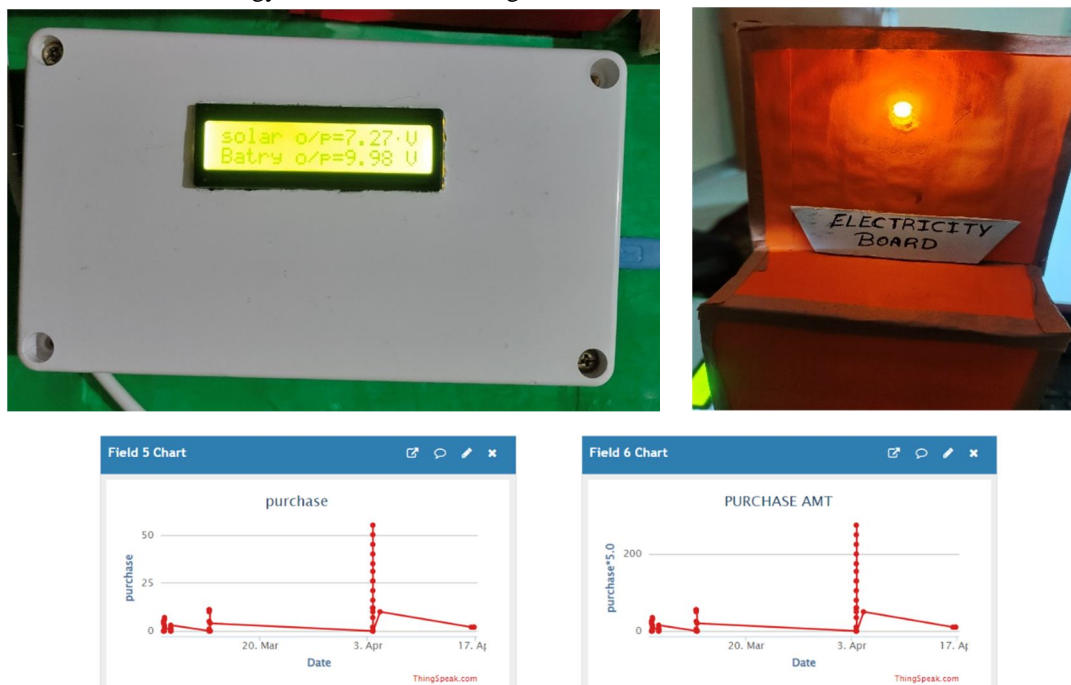 solar o/p=7.27 V
Batry o/p=9.98 V
ELECTRICITY
BOARD
Field 5 Chart
purchase
purchase
50
25
0
20. Mar
3. Apr
17. Ap
Date
ThingSpeak.com
Field 6 Chart
PURCHASE AMT
purchase*5.0
200
0
20. Mar
3. Apr
17. Ap
Date
ThingSpeak.com